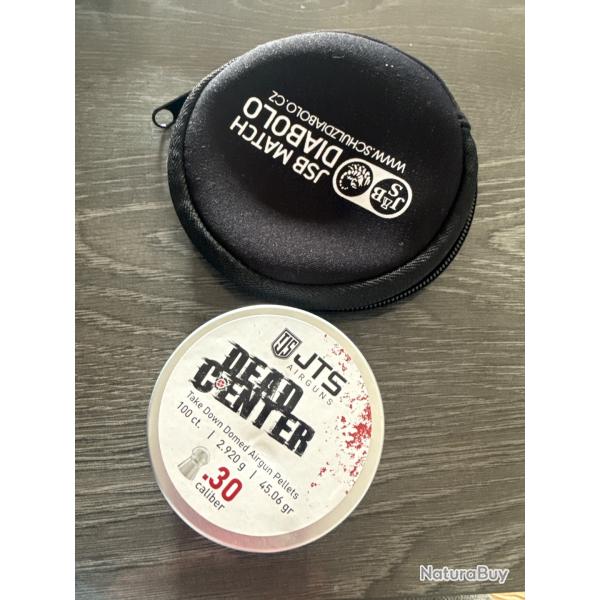 JSB MATCH
DIABOLO
WWW.SCHULZDIABOLO.CZ
J&B
S
JTS
JTS
AIRGUNS
DEAD
CENTER
Take Down Domed Airgun Pellets
100 ct. | 2.920 g | 45.06 gr
.30
caliber
NaturaBuy